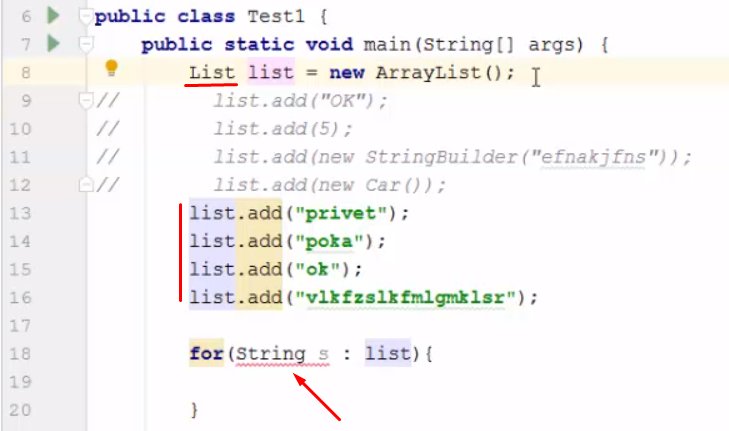 6 public class Test1 {
7 public static void main(String[] args) {
8 List list = new ArrayList();
9 // list.add("OK");
10 // list.add(5);
11 // list.add(new StringBuilder("efnakjfns"));
12 // list.add(new Car());
13 list.add("privet");
14 list.add("poka");
15 list.add("ok");
16 list.add("vlkfzslkfmlgmklsr");
17
18 for(String s : list){
19
20 }